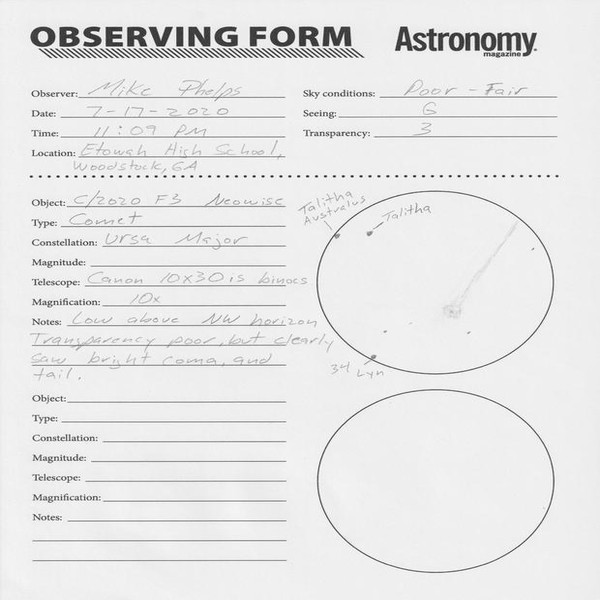 OBSERVING FORM
Astronomy
magazine
Observer: Mike Phelps
Sky conditions: Poor - Fair
Date: 7-17-2020
Seeing: 6
Time: 11:09 PM
Transparency: 3
Location: Etowah High School,
Woodstock, GA
Object: C/2020 F3 Neowise
Type: Comet
Constellation: Ursa Major
Magnitude:
Telescope: Canon 10x30 is binocs
Magnification: 10x
Notes: Low above NW horizon
Transparency poor, but clearly
saw bright coma, and
tail.
Talitha
Australus
Talitha
34 Lyn
Object:
Type:
Constellation:
Magnitude:
Telescope:
Magnification:
Notes: